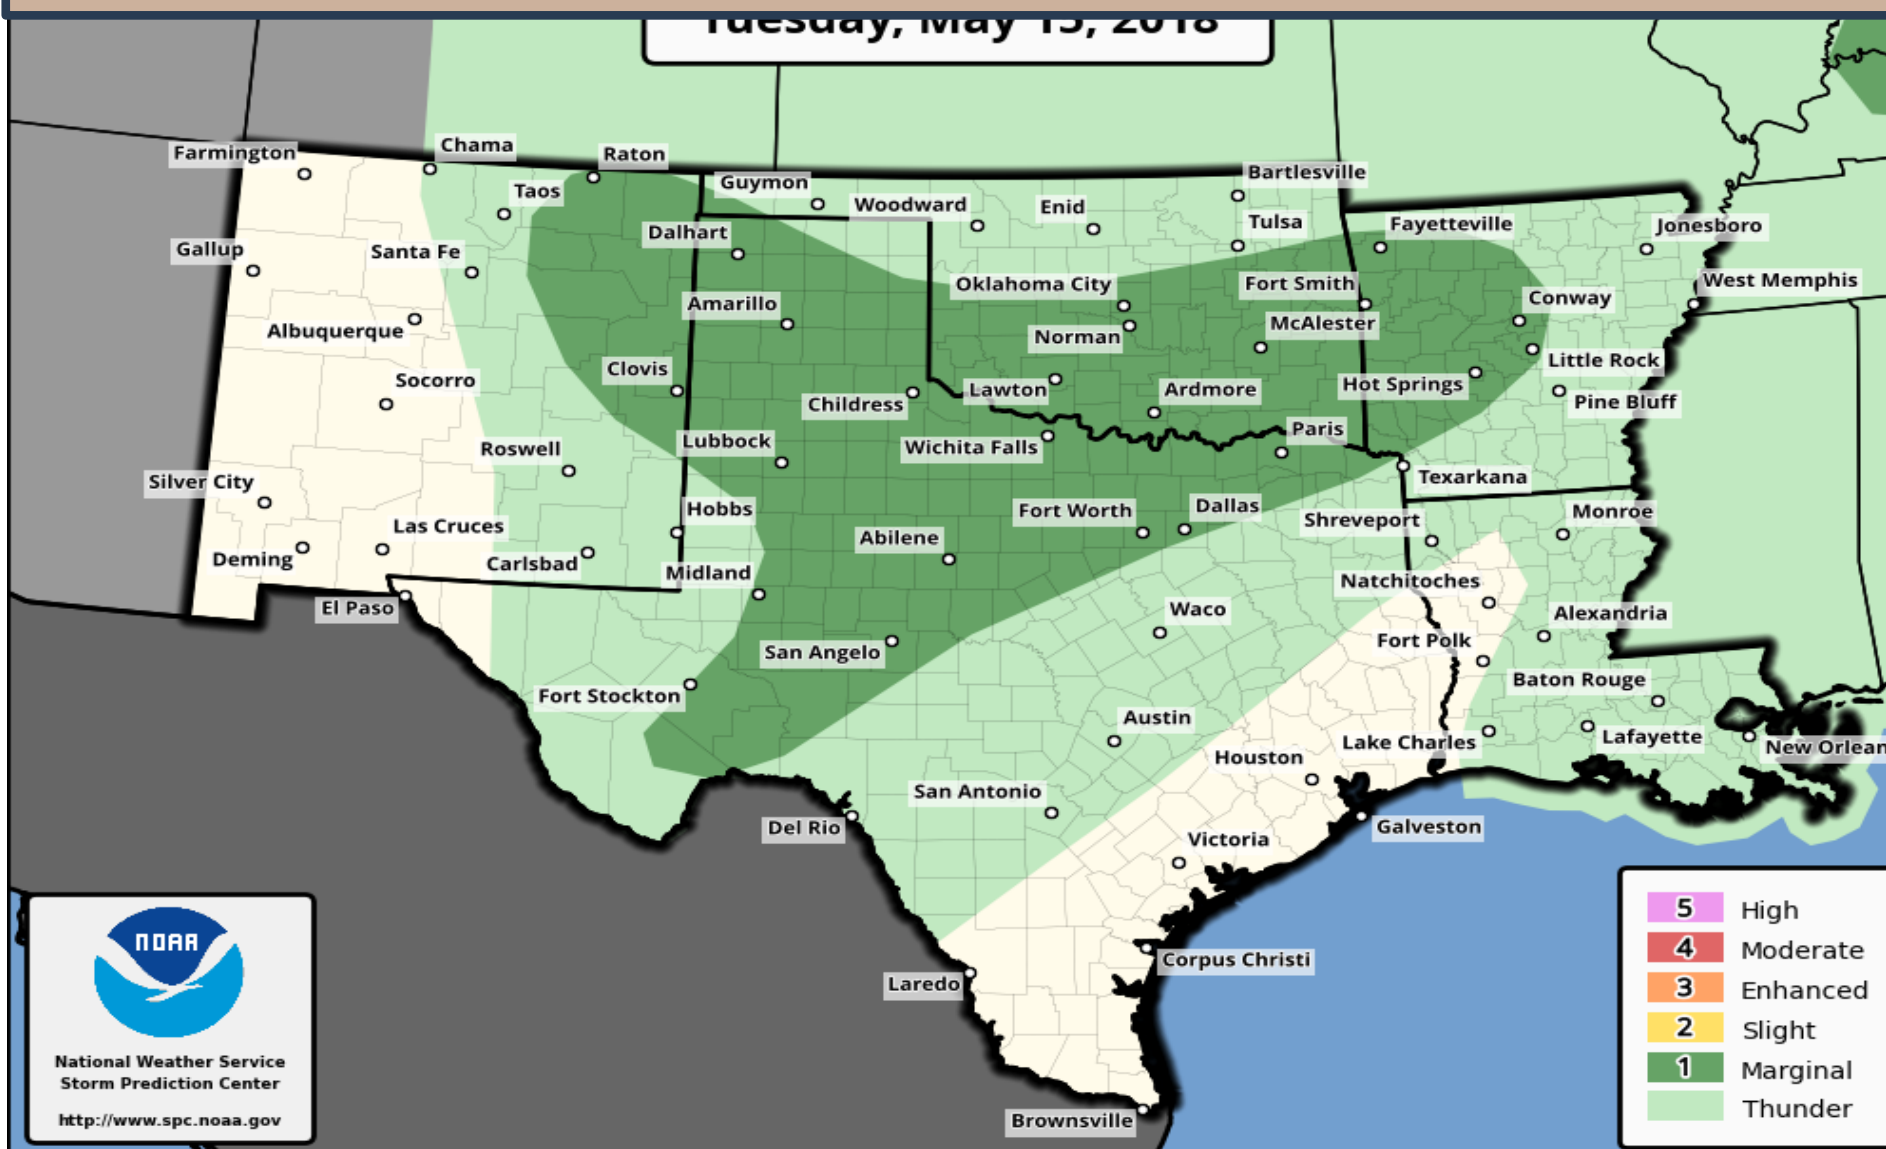 Tuesday, May 15, 2018
Farmington
Chama
Raton
Taos
Guymon
Woodward
Enid
Bartlesville
Tulsa
Fayetteville
Jonesboro
Gallup
Santa Fe
Dalhart
Oklahoma City
Fort Smith
West Memphis
Conway
Albuquerque
Amarillo
Norman
McAlester
Little Rock
Socorro
Clovis
Childress
Lawton
Ardmore
Hot Springs
Pine Bluff
Roswell
Lubbock
Wichita Falls
Paris
Texarkana
Silver City
Las Cruces
Hobbs
Fort Worth
Dallas
Shreveport
Monroe
Deming
Carlsbad
Midland
Abilene
Natchitoches
El Paso
Waco
Alexandria
San Angelo
Fort Polk
Fort Stockton
Baton Rouge
Austin
Lake Charles
Lafayette
New Orlean
Houston
San Antonio
Del Rio
Galveston
Victoria
Corpus Christi
Laredo
Brownsville
NOAA
National Weather Service
Storm Prediction Center
http://www.spc.noaa.gov
5 High
4 Moderate
3 Enhanced
2 Slight
1 Marginal
Thunder